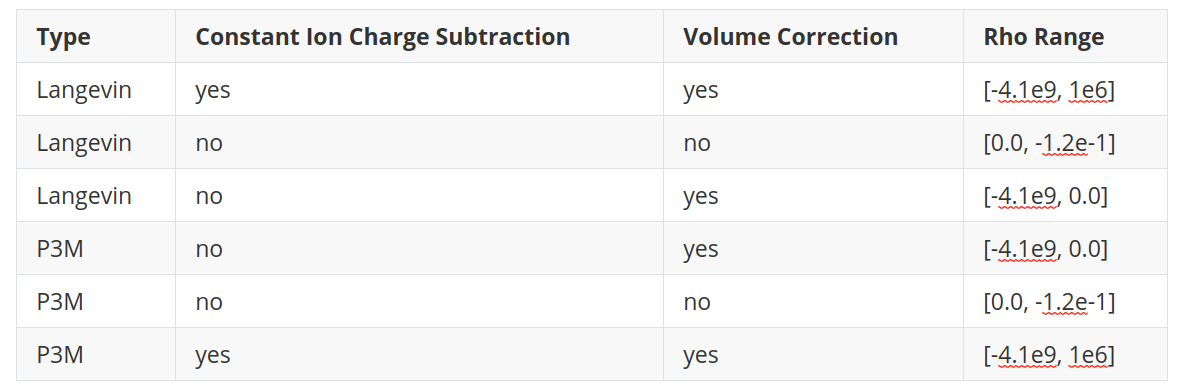 Type Constant Ion Charge Subtraction Volume Correction Rho Range
Langevin yes yes [-4.1e9, 1e6]
Langevin no no [0.0, -1.2e-1]
Langevin no yes [-4.1e9, 0.0]
P3M no yes [-4.1e9, 0.0]
P3M no no [0.0, -1.2e-1]
P3M yes yes [-4.1e9, 1e6]